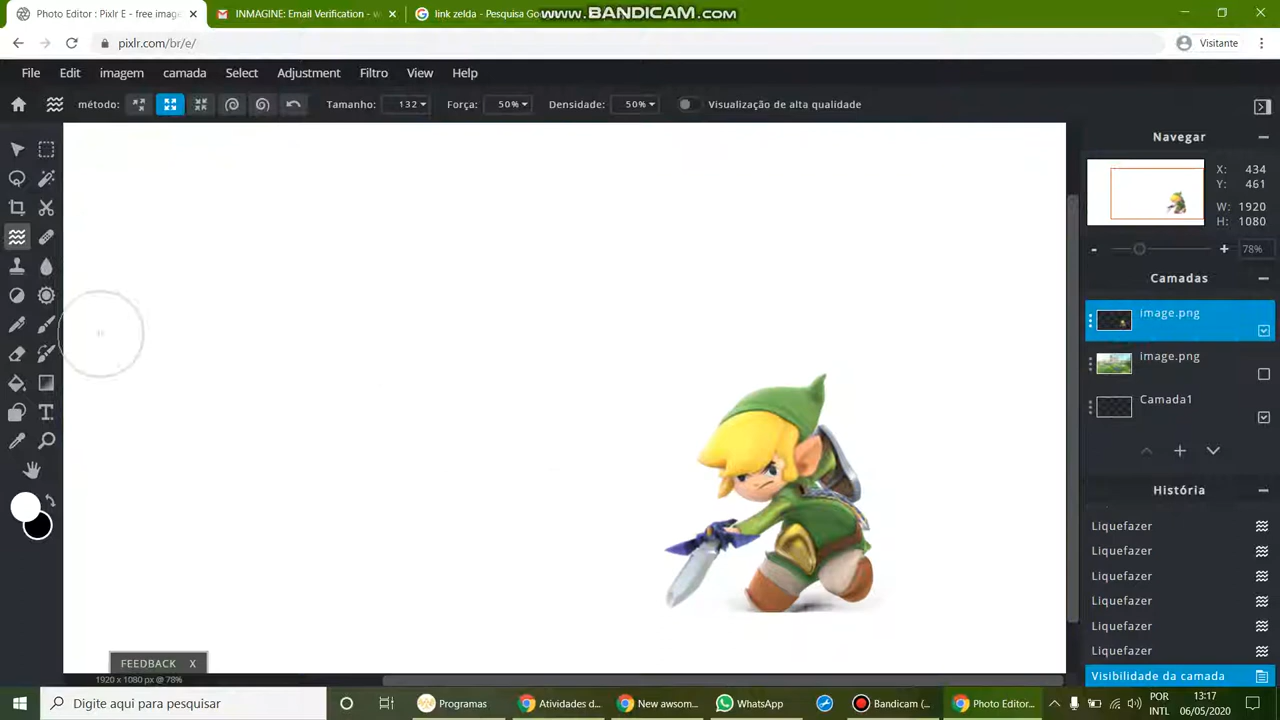 Photo Editor : Pixlr E - free image
INMAGINE: Email Verification - w
link zelda - Pesquisa Go
www.BANDICAM.com
pixlr.com/br/e/
Visitante
File Edit imagem camada Select Adjustment Filtro View Help
método:
Tamanho: 132
Força: 50%
Densidade: 50%
Visualização de alta qualidade
Navegar
X: 434
Y: 461
W: 1920
H: 1080
- + 78%
Camadas
image.png
image.png
Camada1
História
Liquefazer
Liquefazer
Liquefazer
Liquefazer
Liquefazer
Liquefazer
Visibilidade da camada
T
FEEDBACK X
1920 x 1080 px @ 78%
Digite aqui para pesquisar
Programas
Atividades d...
New awsom...
WhatsApp
Bandicam (...
Photo Editor...
POR
INTL
13:17
06/05/2020